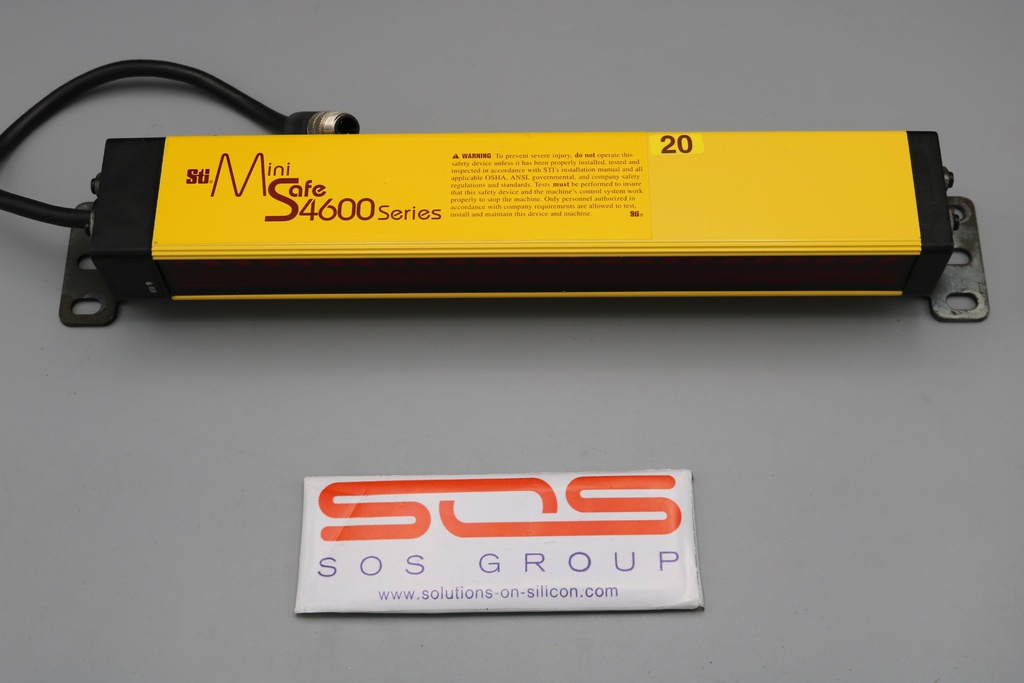 20
STI Mini
Safe
S4600 Series
WARNING To prevent severe injury, do not operate this
safety device unless it has been properly installed, tested and
inspected in accordance with STI's installation manual and all
applicable OSHA, ANSI, governmental, and company safety
regulations and standards. Tests must be performed to insure
that this safety device and the machine's control system work
properly to stop the machine. Only personnel authorized in
accordance with company requirements are allowed to test,
install and maintain this device and machine.
STI®
SOS
SOS GROUP
www.solutions-on-silicon.com